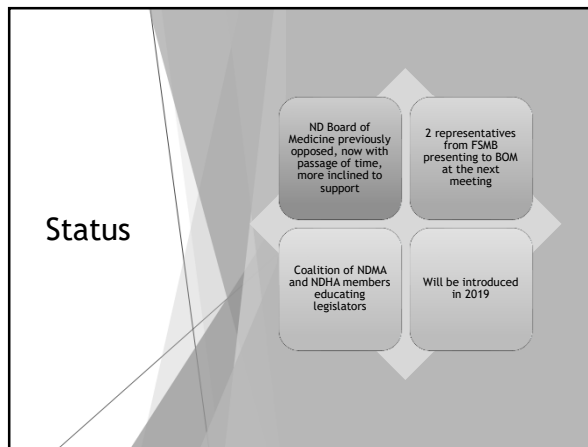 Status
ND Board of
Medicine previously
opposed, now with
passage of time,
more inclined to
support
2 representatives
from FSMB
presenting to BOM
at the next
meeting
Coalition of NDMA
and NDHA members
educating
legislators
Will be introduced
in 2019